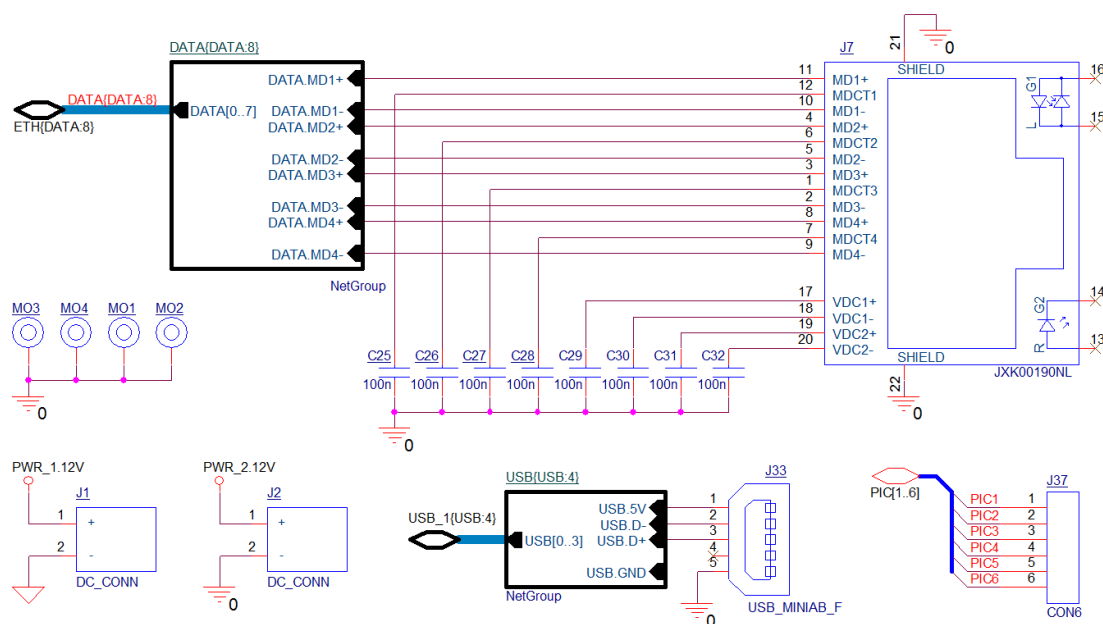 DATA{DATA:8}
DATA.MD1+
DATA.MD1-
DATA.MD2+
DATA.MD2-
DATA.MD3+
DATA.MD3-
DATA.MD4+
DATA.MD4-
DATA[0..7]
DATA{DATA:8}
ETH{DATA:8}
NetGroup
J7
21
0
SHIELD
11 MD1+
12 MDCT1
10 MD1-
4 MD2+
6 MDCT2
5 MD2-
3 MD3+
1 MDCT3
2 MD3-
8 MD4+
7 MDCT4
9 MD4-
17 VDC1+
18 VDC1-
19 VDC2+
20 VDC2-
G1
L
16
15
G2
R
14
13
SHIELD
22
0
JXK00190NL
MO3 MO4 MO1 MO2
0
C25 C26 C27 C28 C29 C30 C31 C32
100n 100n 100n 100n 100n 100n 100n 100n
0
PWR_1.12V
J1
1 +
2 -
DC_CONN
PWR_2.12V
J2
1 +
2 -
DC_CONN
0
USB{USB:4}
USB_1{USB:4}
USB[0..3]
USB.5V
USB.D-
USB.D+
USB.GND
NetGroup
J33
1
2
3
4
5
0
USB_MINIAB_F
PIC[1..6]
J37
PIC1 1
PIC2 2
PIC3 3
PIC4 4
PIC5 5
PIC6 6
CON6